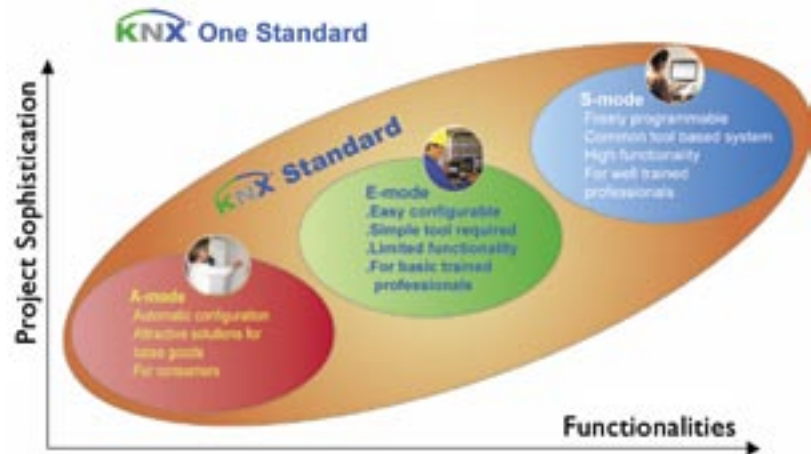 KNX One Standard
Project Sophistication
KNX Standard
S-mode
Freely programmable
Common tool based system
High functionality
For well trained
professionals
E-mode
.Easy configurable
.Simple tool required
.Limited functionality
.For basic trained
professionals
A-mode
Automatic configuration
Attractive solutions for
goods
For consumers
Functionalities